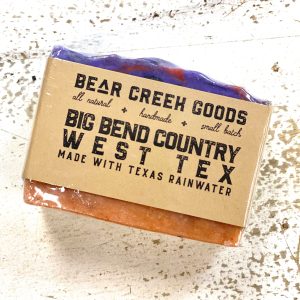 BEAR CREEK GOODS
all natural + handmade + small batch
BIG BEND COUNTRY
WEST TEX
MADE WITH TEXAS RAINWATER